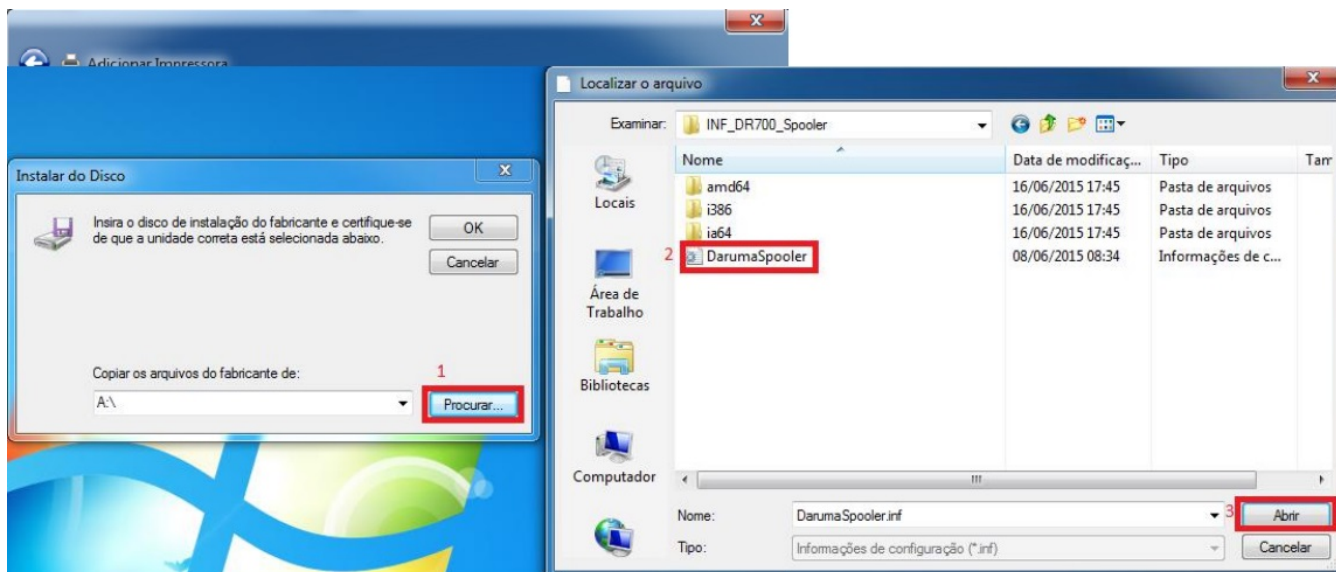 Adicionar Impressora
Instalar do Disco
Insira o disco de instalação do fabricante e certifique-se
de que a unidade correta está selecionada abaixo.
OK
Cancelar
Copiar os arquivos do fabricante de:
1
A:\
Procurar...
Localizar o arquivo
Examinar:
INF_DR700_Spooler
Nome
Data de modificaç...
Tipo
Tam
amd64
16/06/2015 17:45
Pasta de arquivos
i386
16/06/2015 17:45
Pasta de arquivos
ia64
16/06/2015 17:45
Pasta de arquivos
2
DarumaSpooler
08/06/2015 08:34
Informações de c...
Locais
Área de
Trabalho
Bibliotecas
Computador
Nome:
DarumaSpooler.inf
3
Abrir
Tipo:
Informações de configuração (*.inf)
Cancelar